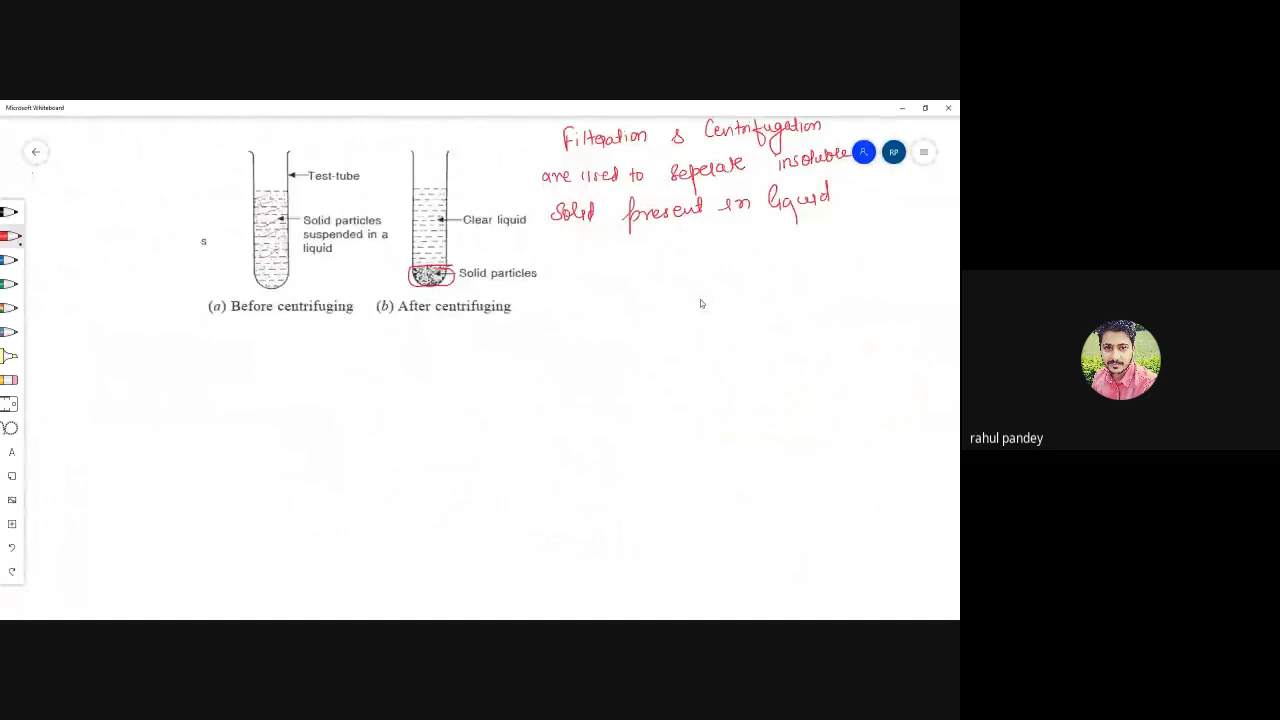 Microsoft Whiteboard
Filteration & Centrifugation
are used to seperate insoluble
solid present in liquid
RP
Test-tube
Solid particles
suspended in a
liquid
s
Clear liquid
Solid particles
(a) Before centrifuging
(b) After centrifuging
A
rahul pandey